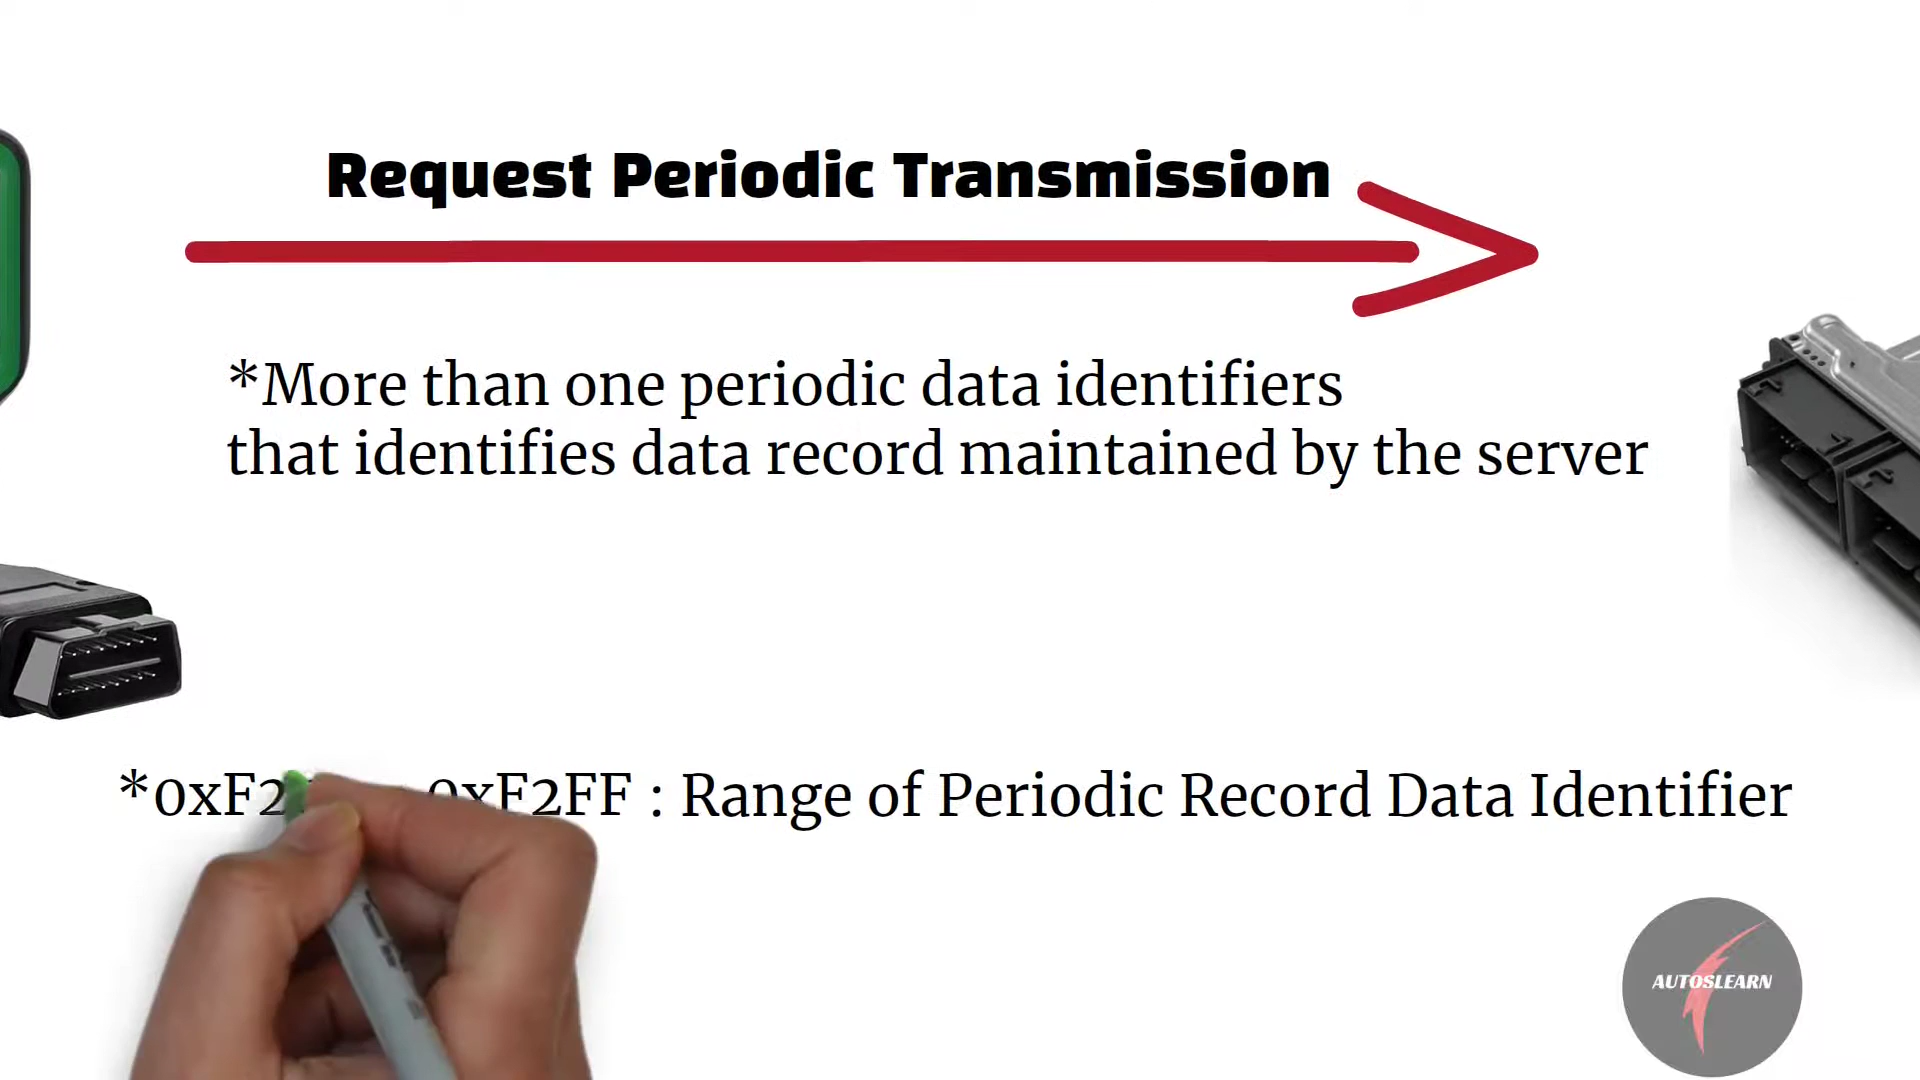 Request Periodic Transmission
*More than one periodic data identifiers
that identifies data record maintained by the server
0xF2FF : Range of Periodic Record Data Identifier
AUTOSLEARN